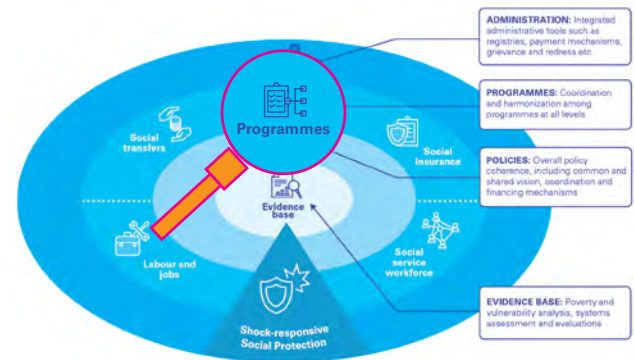 ADMINISTRATION: Integrated
administrative tools such as
registries, payment mechanisms,
grievance and redress etc.
Programmes
PROGRAMMES: Coordination
and harmonization among
programmes at all levels
Social
transfers
Social
insurance
POLICIES: Overall policy
coherence, including common and
shared vision, coordination and
financing mechanisms
Evidence
base
Labour and
jobs
Social
service
workforce
EVIDENCE BASE: Poverty and
vulnerability analysis, systems
assessment and evaluations
Shock-responsive
Social Protection